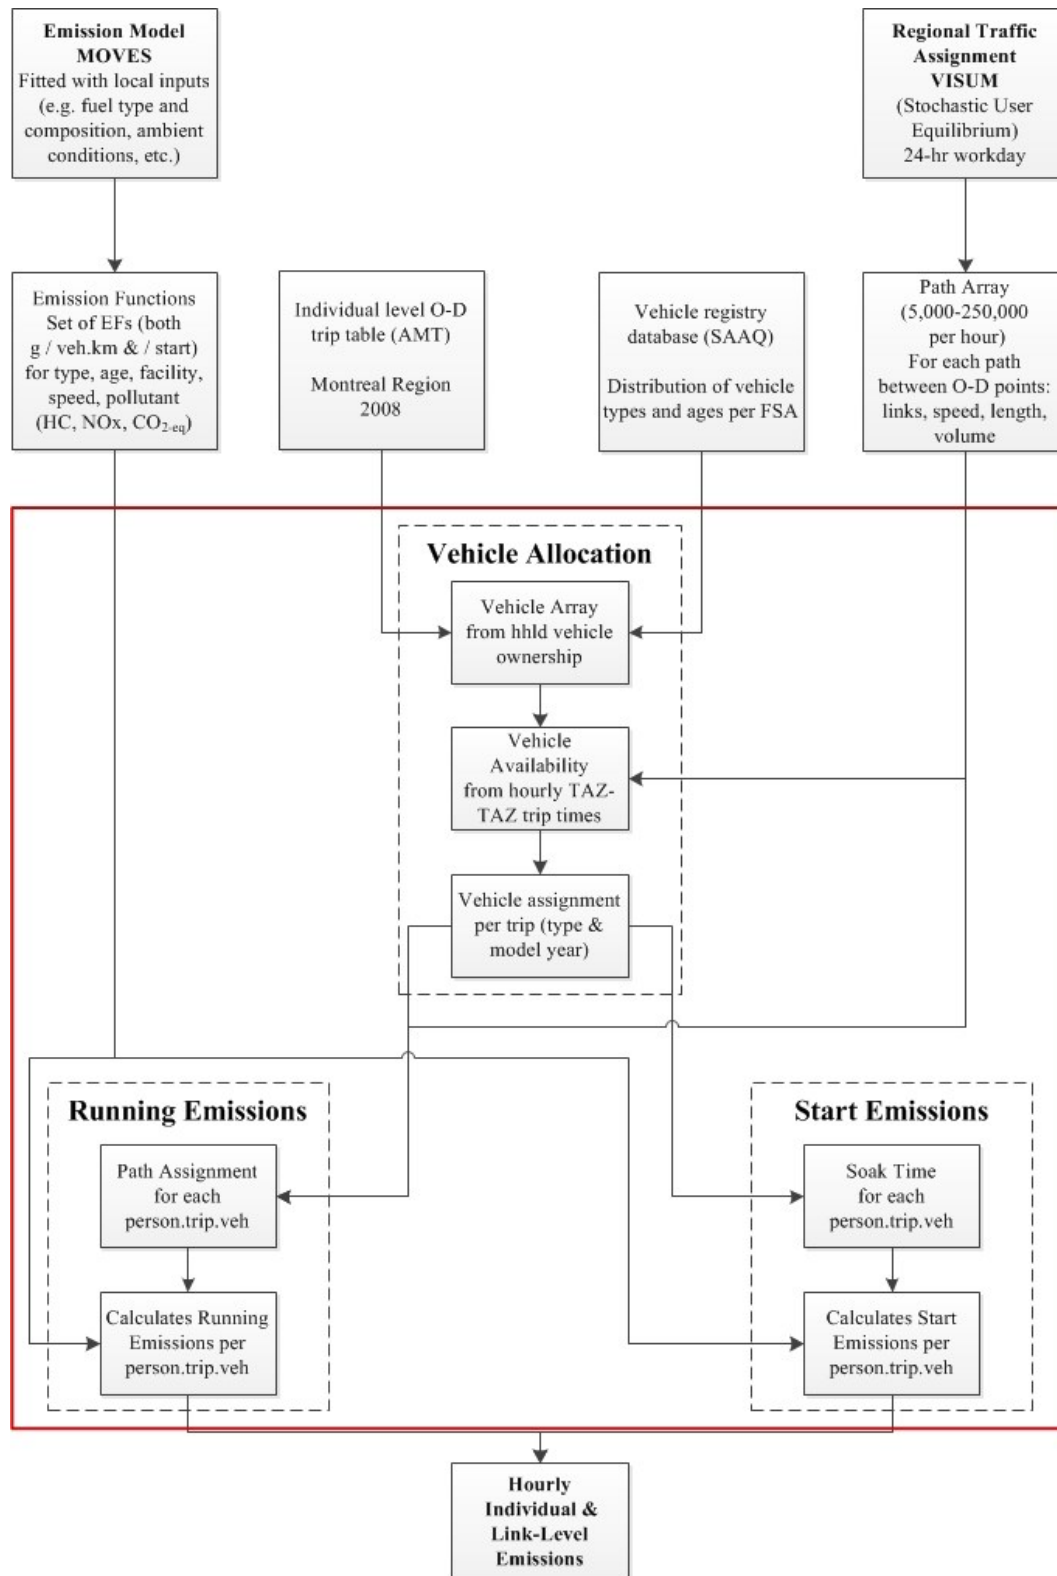 Emission Model
MOVES
Fitted with local inputs
(e.g. fuel type and
composition, ambient
conditions, etc.)
Regional Traffic
Assignment
VISUM
(Stochastic User
Equilibrium)
24-hr workday
Emission Functions
Set of EFs (both
g / veh.km & / start)
for type, age, facility,
speed, pollutant
(HC, NOx, CO2-eq)
Individual level O-D
trip table (AMT)
Montreal Region
2008
Vehicle registry
database (SAAQ)
Distribution of vehicle
types and ages per FSA
Path Array
(5,000-250,000
per hour)
For each path
between O-D points:
links, speed, length,
volume
Vehicle Allocation
Vehicle Array
from hhld vehicle
ownership
Vehicle
Availability
from hourly TAZ-
TAZ trip times
Vehicle assignment
per trip (type &
model year)
Running Emissions
Path Assignment
for each
person.trip.veh
Calculates Running
Emissions per
person.trip.veh
Start Emissions
Soak Time
for each
person.trip.veh
Calculates Start
Emissions per
person.trip.veh
Hourly
Individual &
Link-Level
Emissions